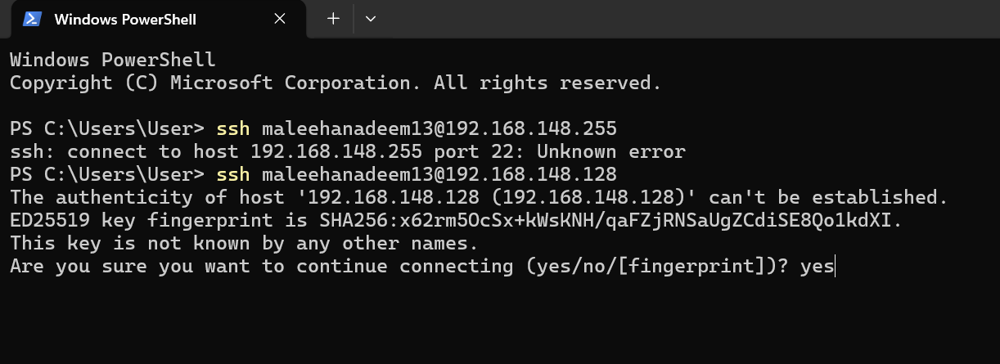 Windows PowerShell
Windows PowerShell
Copyright (C) Microsoft Corporation. All rights reserved.
PS C:\Users\User> ssh maleehanadeem13@192.168.148.255
ssh: connect to host 192.168.148.255 port 22: Unknown error
PS C:\Users\User> ssh maleehanadeem13@192.168.148.128
The authenticity of host '192.168.148.128 (192.168.148.128)' can't be established.
ED25519 key fingerprint is SHA256:x62rm5OcSx+kWsKNH/qaFZjRNSaUgZCdiSE8Qo1kdXI.
This key is not known by any other names.
Are you sure you want to continue connecting (yes/no/[fingerprint])? yes